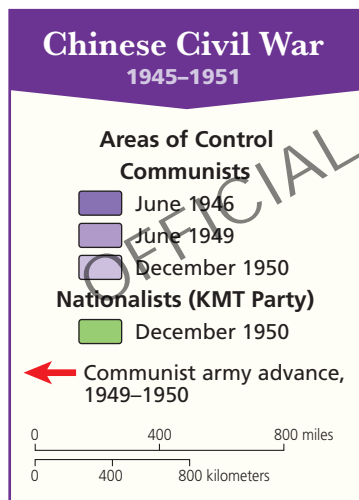 Chinese Civil War
1945–1951
Areas of Control
Communists
June 1946
June 1949
December 1950
Nationalists (KMT Party)
December 1950
Communist army advance,
1949–1950
0 400 800 miles
0 400 800 kilometers
OFFICIAL